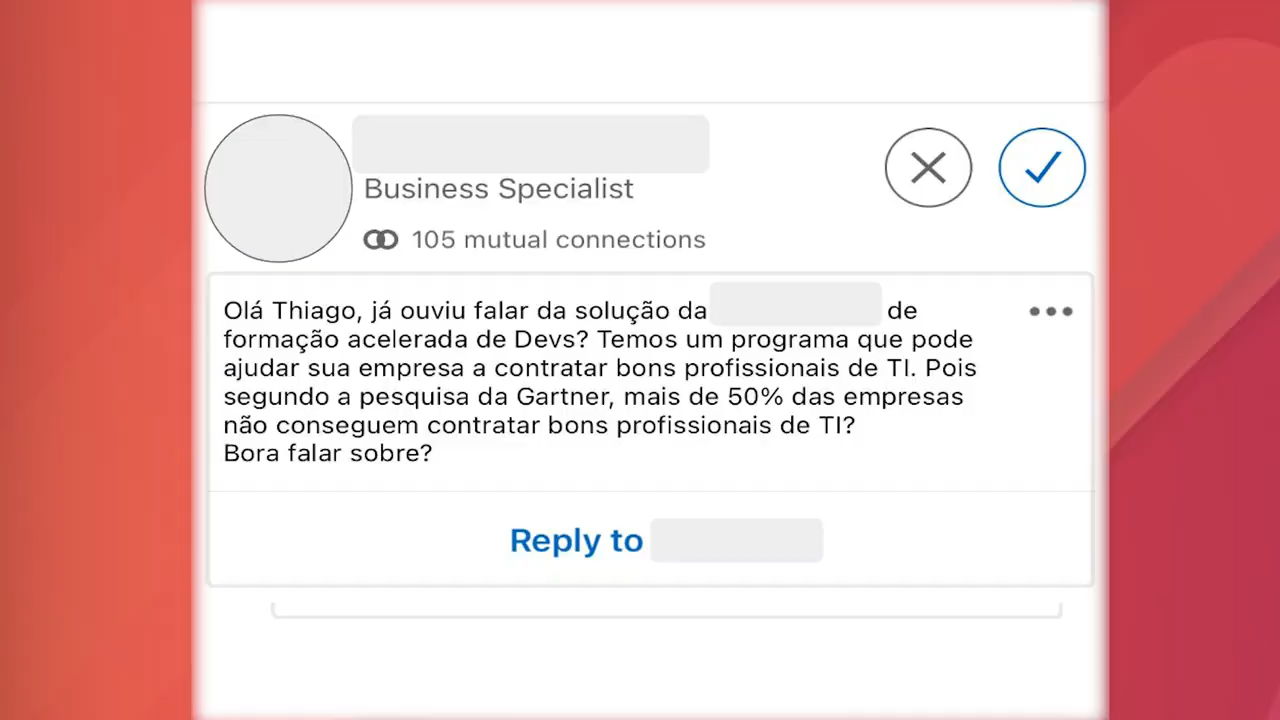 Business Specialist
105 mutual connections
Olá Thiago, já ouviu falar da solução da de
formação acelerada de Devs? Temos um programa que pode
ajudar sua empresa a contratar bons profissionais de TI. Pois
segundo a pesquisa da Gartner, mais de 50% das empresas
não conseguem contratar bons profissionais de TI?
Bora falar sobre?
Reply to